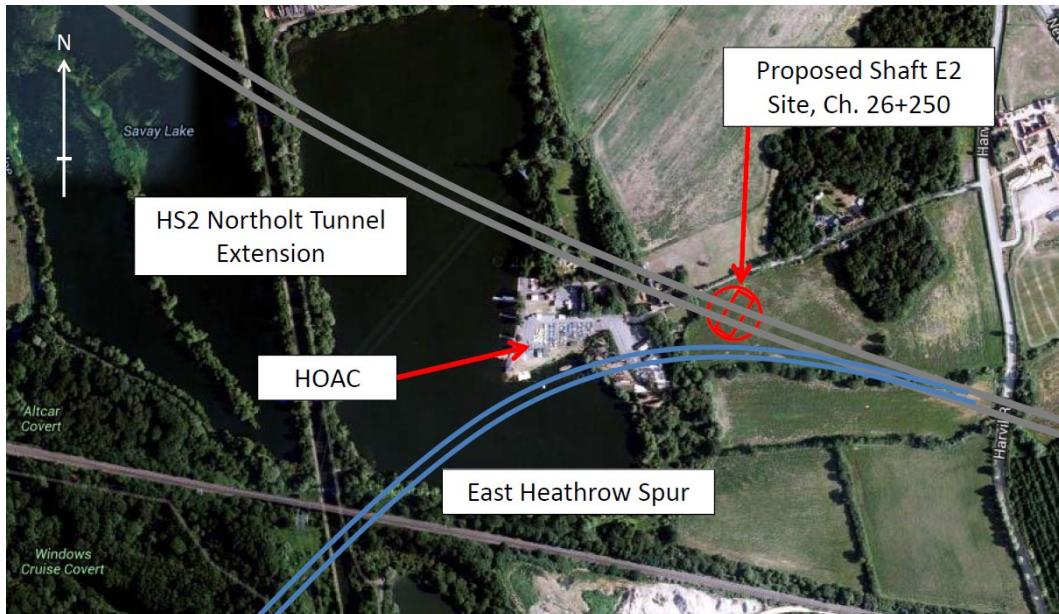 N
Proposed Shaft E2
Site, Ch. 26+250
Savay Lake
HS2 Northolt Tunnel
Extension
HOAC
Altcar
Covert
East Heathrow Spur
Harvil R
Windows
Cruise Covert